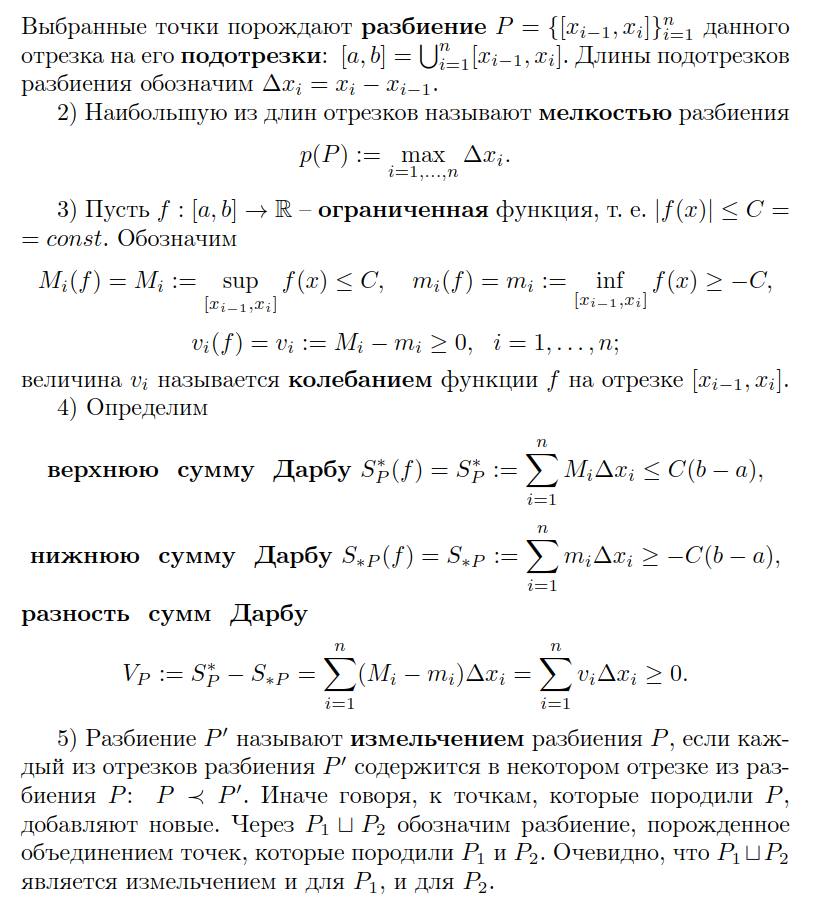 Выбранные точки порождают разбиение $P = \{[x_{i-1}, x_i]\}_{i=1}^n$ данного
отрезка на его подотрезки: $[a, b] = \bigcup_{i=1}^n [x_{i-1}, x_i]$. Длины подотрезков
разбиения обозначим $\Delta x_i = x_i - x_{i-1}$.
2) Наибольшую из длин отрезков называют мелкостью разбиения
$p(P) := \max_{i=1,\ldots,n} \Delta x_i.$
3) Пусть $f : [a, b] \to \mathbb{R}$ – ограниченная функция, т. е. $|f(x)| \leq C =$
$= const$. Обозначим
$M_i(f) = M_i := \sup_{[x_{i-1},x_i]} f(x) \leq C, \quad m_i(f) = m_i := \inf_{[x_{i-1},x_i]} f(x) \geq -C,$
$v_i(f) = v_i := M_i - m_i \geq 0, \quad i = 1, \ldots, n;$
величина $v_i$ называется колебанием функции $f$ на отрезке $[x_{i-1}, x_i]$.
4) Определим
верхнюю сумму Дарбу $S_P^*(f) = S_P^* := \sum_{i=1}^n M_i \Delta x_i \leq C(b - a),$
нижнюю сумму Дарбу $S_{*P}(f) = S_{*P} := \sum_{i=1}^n m_i \Delta x_i \geq -C(b - a),$
разность сумм Дарбу
$V_P := S_P^* - S_{*P} = \sum_{i=1}^n (M_i - m_i) \Delta x_i = \sum_{i=1}^n v_i \Delta x_i \geq 0.$
5) Разбиение $P'$ называют измельчением разбиения $P$, если каж-
дый из отрезков разбиения $P'$ содержится в некотором отрезке из раз-
биения $P$: $P \prec P'$. Иначе говоря, к точкам, которые породили $P$,
добавляют новые. Через $P_1 \sqcup P_2$ обозначим разбиение, порожденное
объединением точек, которые породили $P_1$ и $P_2$. Очевидно, что $P_1 \sqcup P_2$
является измельчением и для $P_1$, и для $P_2$.